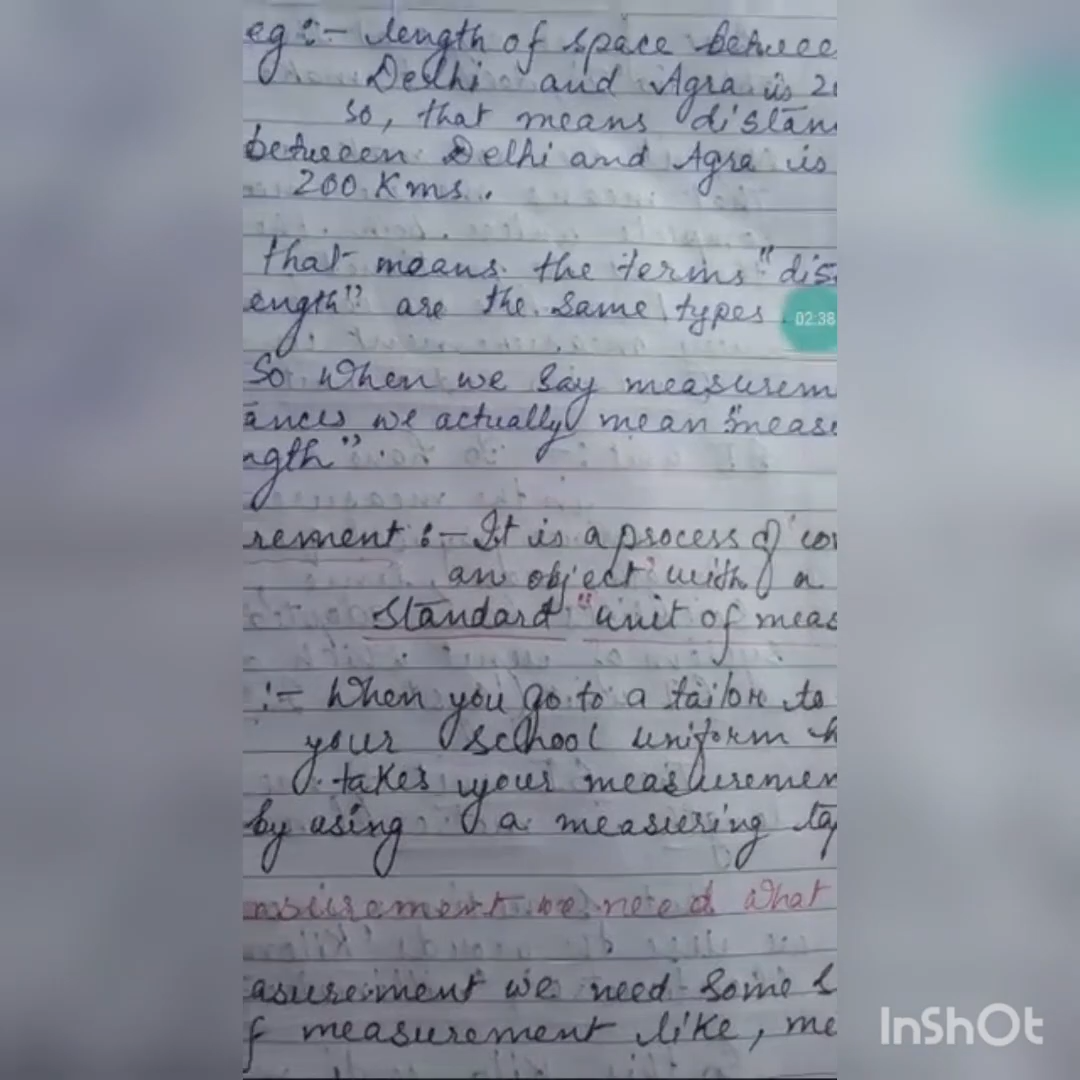 eg :- length of space betwee
Delhi and Agra is 2
so, that means distan
between Delhi and Agra is
200 Kms.
that means the terms "dis
ength" are the same types
02:38
So when we say measurem
ances we actually mean "meas
ngth".
rement :- It is a process of co
an object with a
standard "unit of meas
:- When you go to a tailor to
your school uniform h
takes your measuremen
by using a measuring ta
asurement we need what
asurement we need some s
f measurement like, me
InShOt